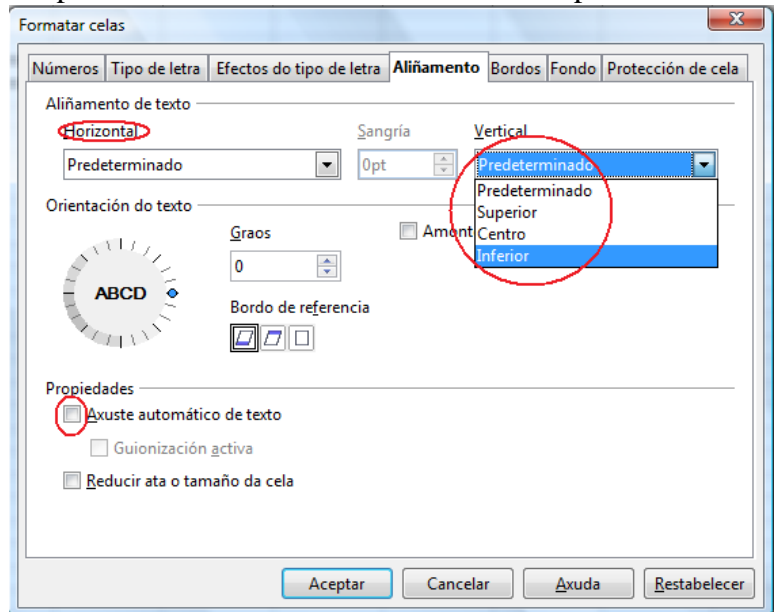 Formatar celas
Números Tipo de letra Efectos do tipo de letra Aliñamento Bordos Fondo Protección de cela
Aliñamento de texto
Horizontal Sangría Vertical
Predeterminado 0pt Predeterminado
Predeterminado
Superior
Centro
Inferior
Orientación do texto
Graos
0
ABCD
Bordo de referencia
Propiedades
Axuste automático de texto
Guionización activa
Reducir ata o tamaño da cela
Aceptar Cancelar Axuda Restabelecer